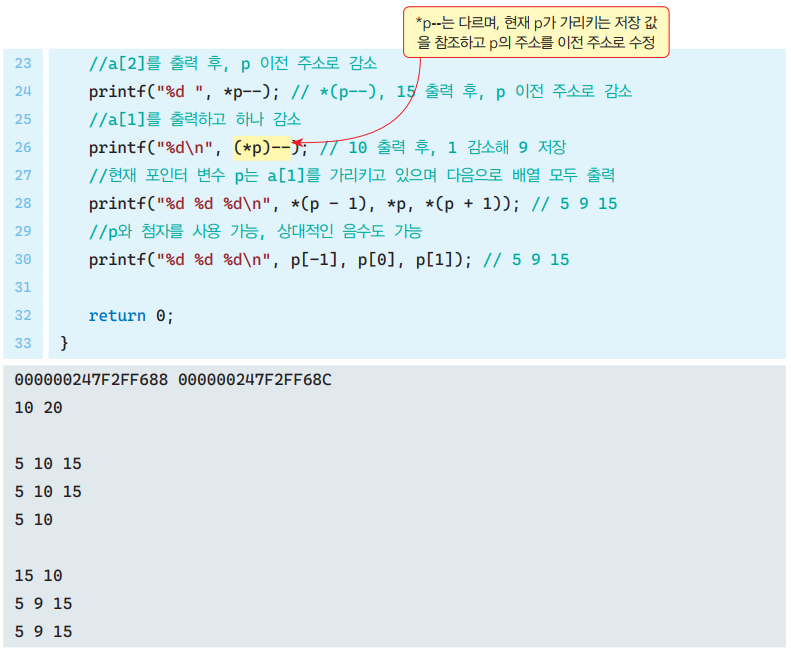 *p--는 다르며, 현재 p가 가리키는 저장 값
을 참조하고 p의 주소를 이전 주소로 수정
23 //a[2]를 출력 후, p 이전 주소로 감소
24 printf("%d ", *p--); // *(p--), 15 출력 후, p 이전 주소로 감소
25 //a[1]를 출력하고 하나 감소
26 printf("%d\n", (*p)--); // 10 출력 후, 1 감소해 9 저장
27 //현재 포인터 변수 p는 a[1]를 가리키고 있으며 다음으로 배열 모두 출력
28 printf("%d %d %d\n", *(p - 1), *p, *(p + 1)); // 5 9 15
29 //p와 첨자를 사용 가능, 상대적인 음수도 가능
30 printf("%d %d %d\n", p[-1], p[0], p[1]); // 5 9 15
31
32 return 0;
33 }
000000247F2FF688 000000247F2FF68C
10 20
5 10 15
5 10 15
5 10
15 10
5 9 15
5 9 15